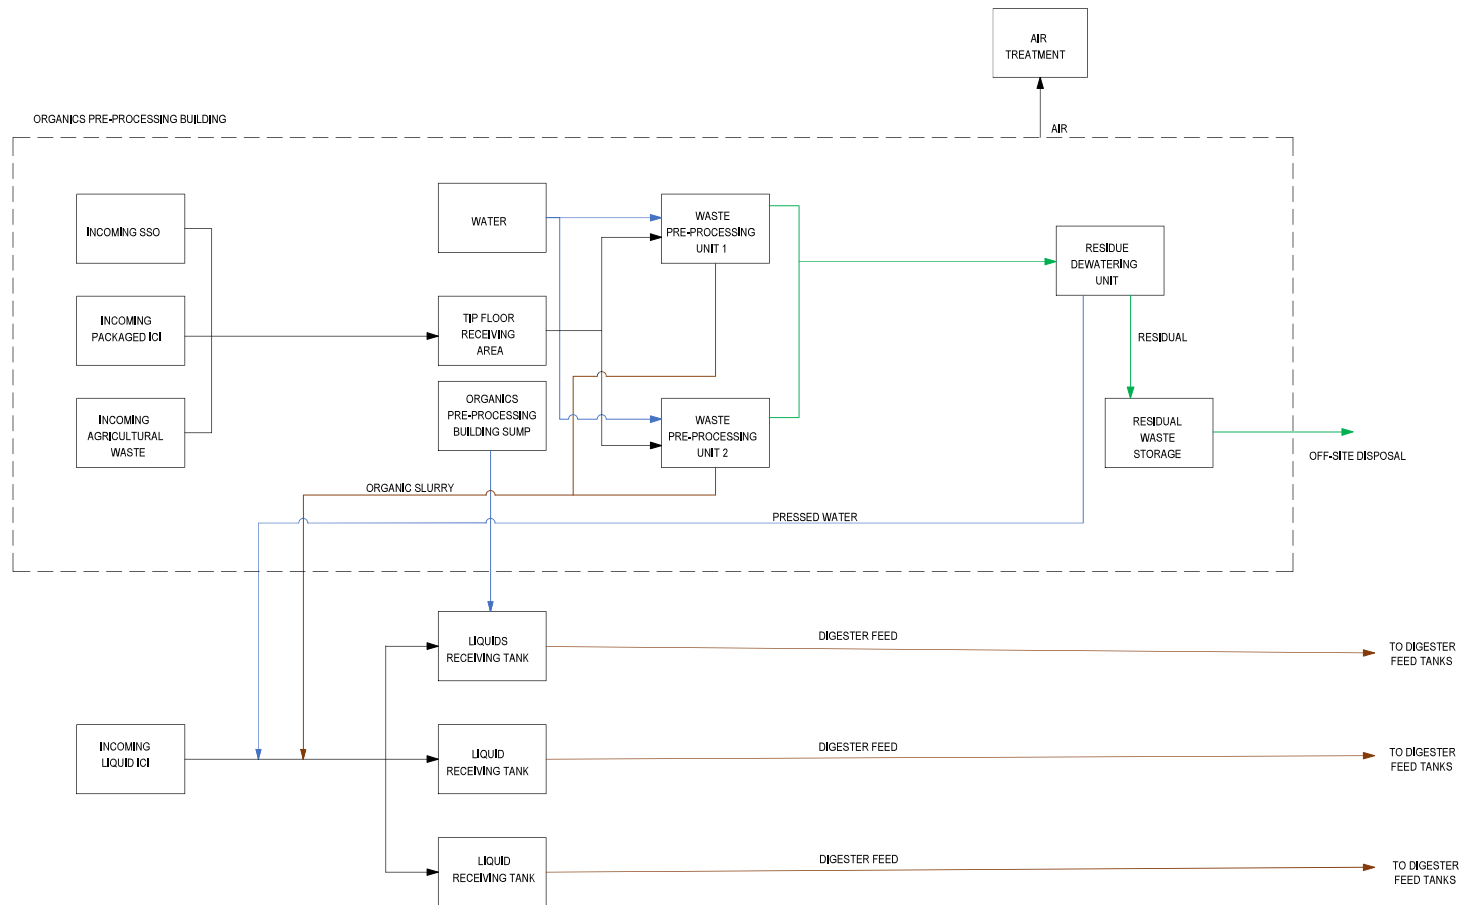 AIR
TREATMENT
ORGANICS PRE-PROCESSING BUILDING
AIR
INCOMING SSO
WATER
WASTE
PRE-PROCESSING
UNIT 1
RESIDUE
DEWATERING
UNIT
INCOMING
PACKAGED ICI
TIP FLOOR
RECEIVING
AREA
RESIDUAL
INCOMING
AGRICULTURAL
WASTE
ORGANICS
PRE-PROCESSING
BUILDING SUMP
WASTE
PRE-PROCESSING
UNIT 2
RESIDUAL
WASTE
STORAGE
OFF-SITE DISPOSAL
ORGANIC SLURRY
PRESSED WATER
LIQUIDS
RECEIVING TANK
DIGESTER FEED
TO DIGESTER
FEED TANKS
INCOMING
LIQUID ICI
LIQUID
RECEIVING TANK
DIGESTER FEED
TO DIGESTER
FEED TANKS
LIQUID
RECEIVING TANK
DIGESTER FEED
TO DIGESTER
FEED TANKS